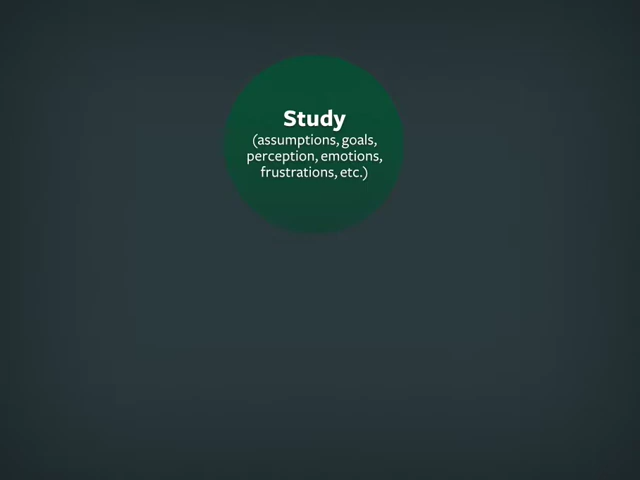 Study
(assumptions, goals,
perception, emotions,
frustrations, etc.)